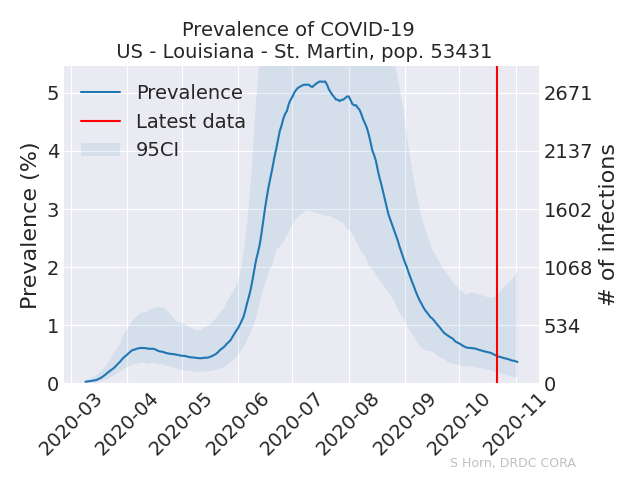 Prevalence of COVID-19
US - Louisiana - St. Martin, pop. 53431
Prevalence
Latest data
95CI
Prevalence (%)
5
4
3
2
1
0
2671
2137
1602
1068
534
0
# of infections
2020-03
2020-04
2020-05
2020-06
2020-07
2020-08
2020-09
2020-10
2020-11
S Horn, DRDC CORA